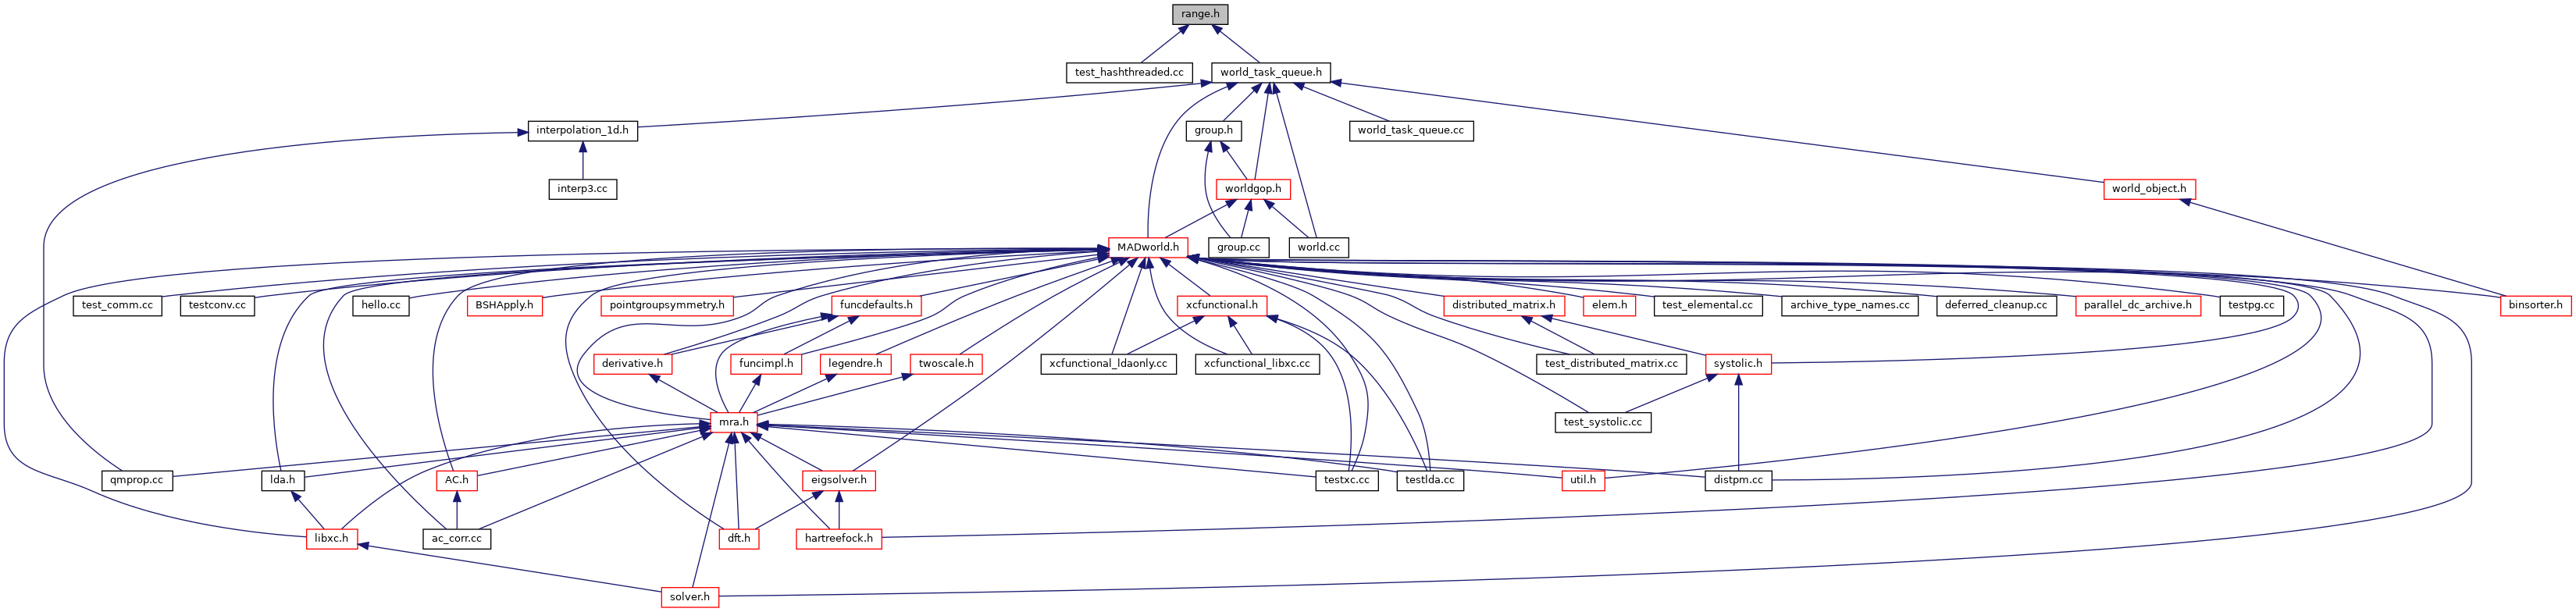 range.h
test_hashthreaded.cc
world_task_queue.h
interpolation_1d.h
group.h
world_task_queue.cc
interp3.cc
worldgop.h
world_object.h
MADworld.h
group.cc
world.cc
test_comm.cc
testconv.cc
hello.cc
BSHApply.h
pointgroupsymmetry.h
funcdefaults.h
xcfunctional.h
distributed_matrix.h
elem.h
test_elemental.cc
archive_type_names.cc
deferred_cleanup.cc
parallel_dc_archive.h
testpg.cc
binsorter.h
derivative.h
funcimpl.h
legendre.h
twoscale.h
xcfunctional_ldaonly.cc
xcfunctional_libxc.cc
test_distributed_matrix.cc
systolic.h
mra.h
test_systolic.cc
qmprop.cc
lda.h
AC.h
eigsolver.h
testxc.cc
testlda.cc
util.h
distpm.cc
libxc.h
ac_corr.cc
dft.h
hartreefock.h
solver.h